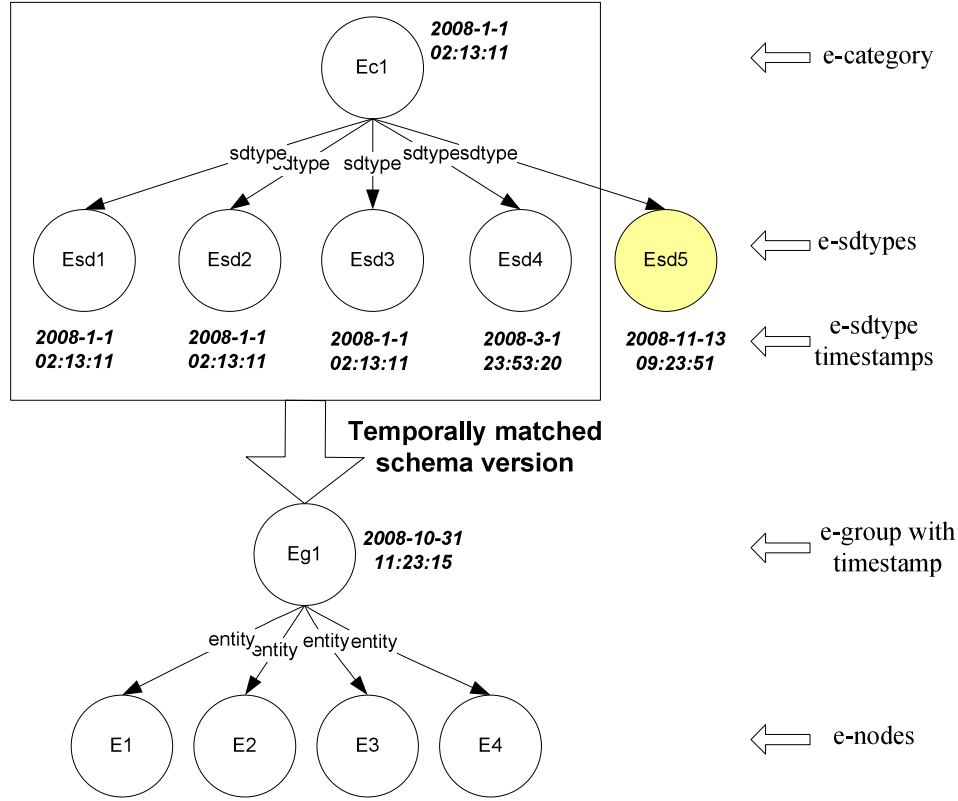 2008-1-1
02:13:11
Ec1
e-category
sdtype
sdtype
sdtype
sdtype
sdtype
Esd1
Esd2
Esd3
Esd4
Esd5
e-sdtypes
2008-1-1
02:13:11
2008-1-1
02:13:11
2008-1-1
02:13:11
2008-3-1
23:53:20
2008-11-13
09:23:51
e-sdtype
timestamps
Temporally matched
schema version
Eg1
2008-10-31
11:23:15
e-group with
timestamp
entity
entity
entity
entity
E1
E2
E3
E4
e-nodes